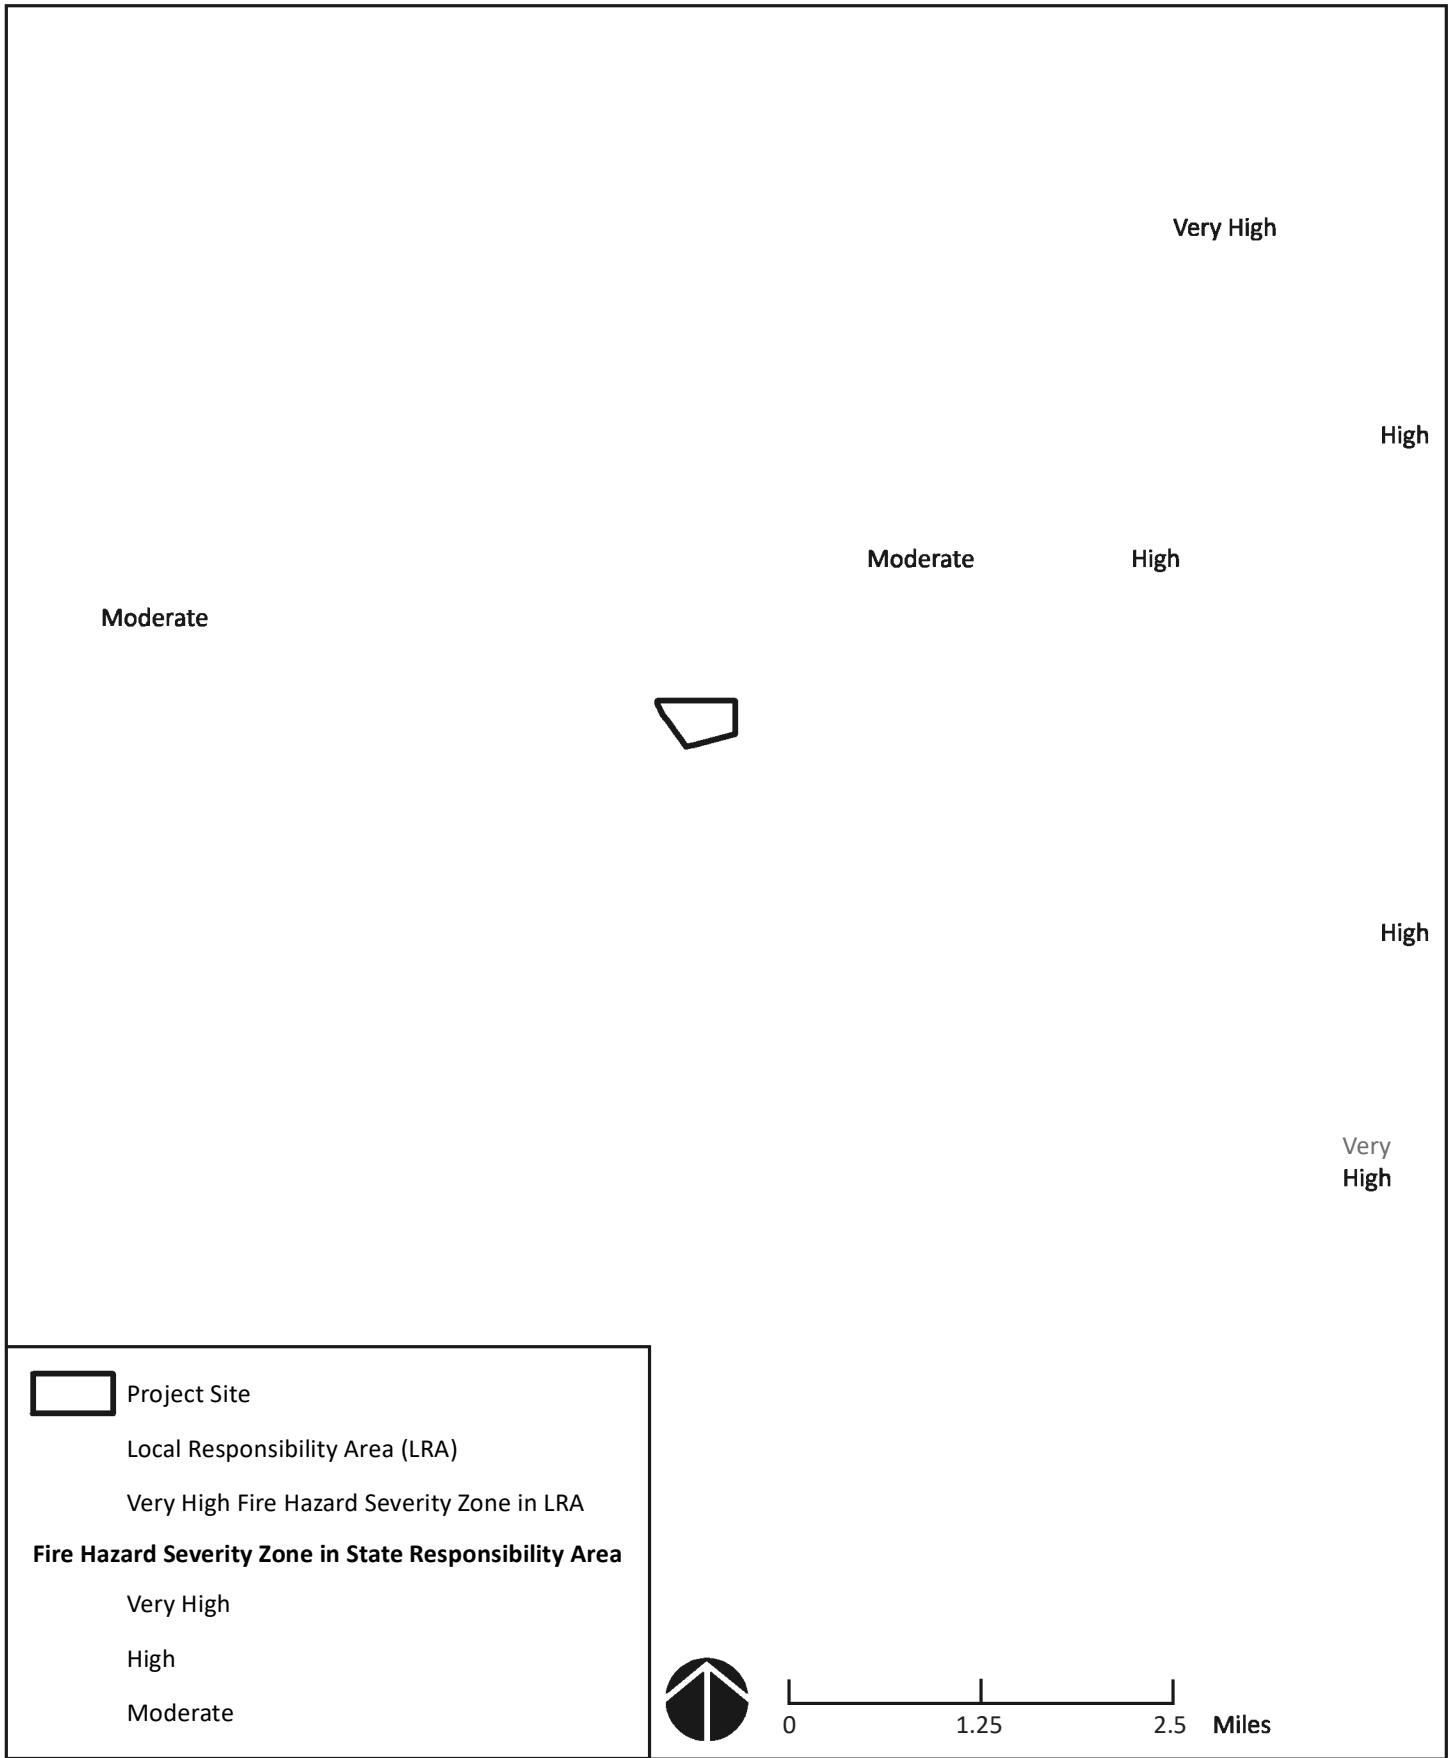 Very High
High
Moderate
High
Moderate
High
Very
High
Project Site
Local Responsibility Area (LRA)
Very High Fire Hazard Severity Zone in LRA
Fire Hazard Severity Zone in State Responsibility Area
Very High
High
Moderate
0 1.25 2.5 Miles